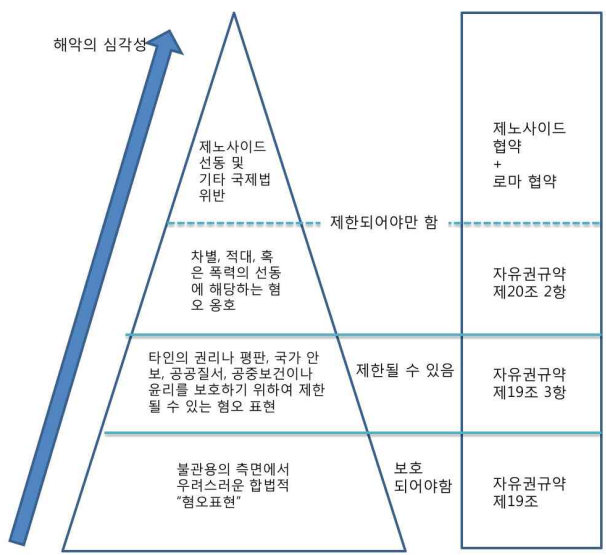 해악의 심각성
제노사이드
선동 및
기타 국제법
위반
제노사이드
협약
+
로마 협약
제한되어야만 함
차별, 적대, 혹
은 폭력의 선동
에 해당하는 혐
오 옹호
자유권규약
제20조 2항
타인의 권리나 평판, 국가 안
보, 공공질서, 공중보건이나
윤리를 보호하기 위하여 제한
될 수 있는 혐오 표현
제한될 수 있음
자유권규약
제19조 3항
불관용의 측면에서
우려스러운 합법적
“혐오표현”
보호
되어야함
자유권규약
제19조